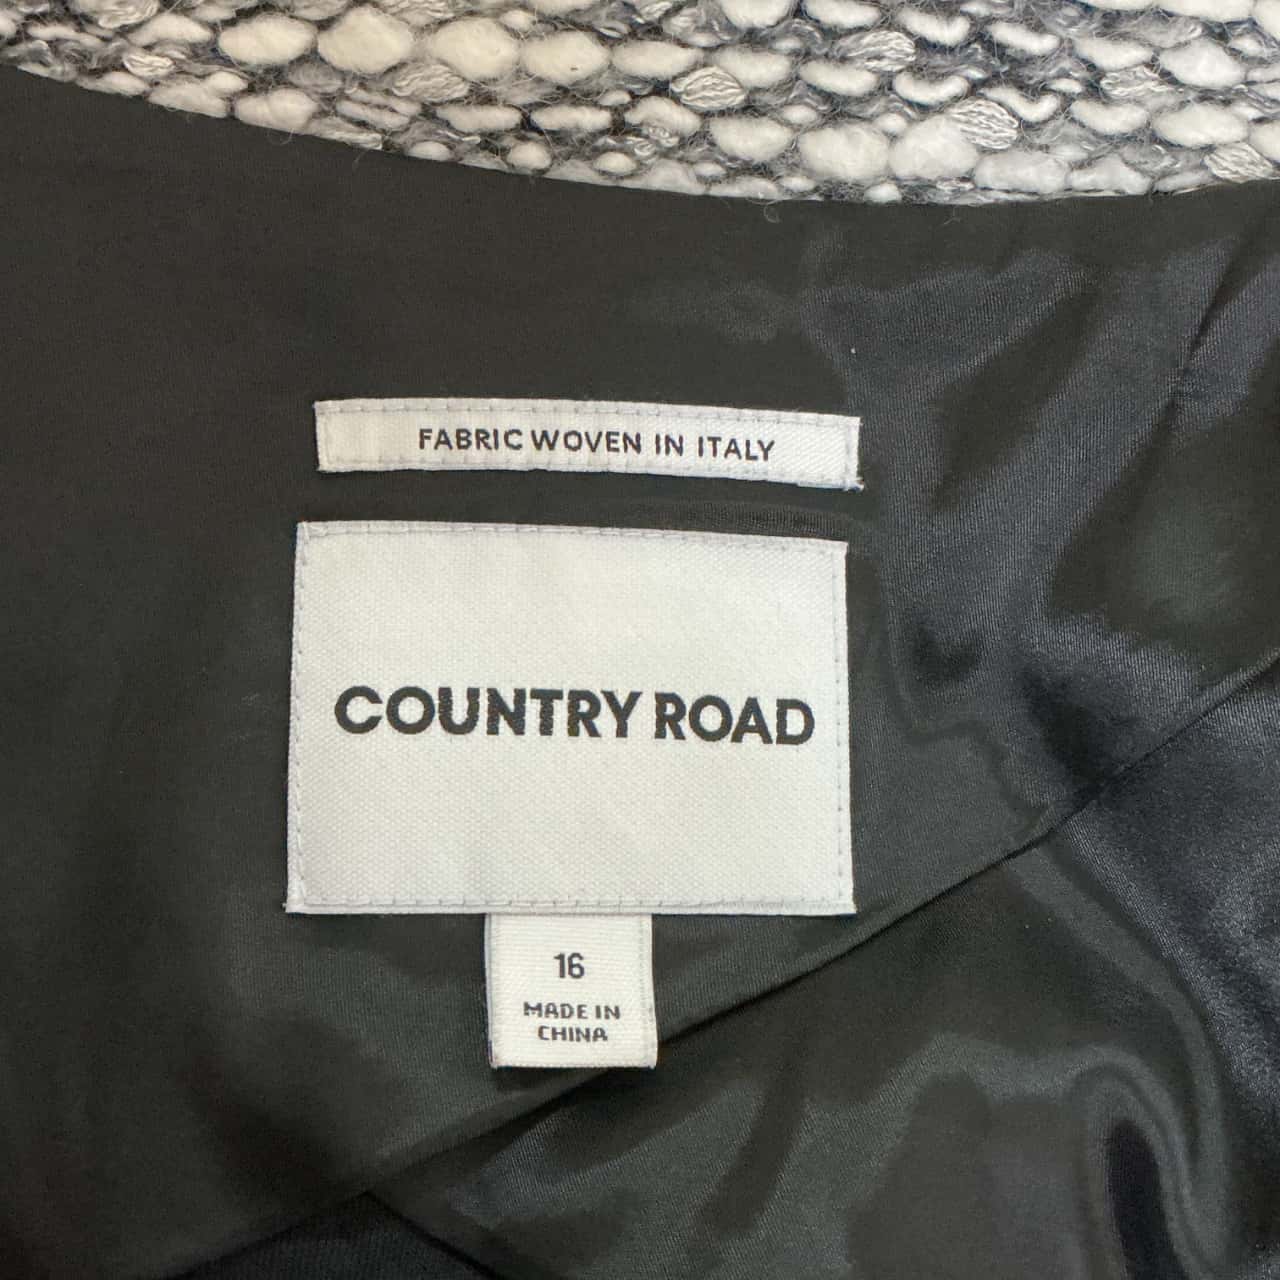 FABRIC WOVEN IN ITALY
COUNTRY ROAD
16
MADE IN
CHINA